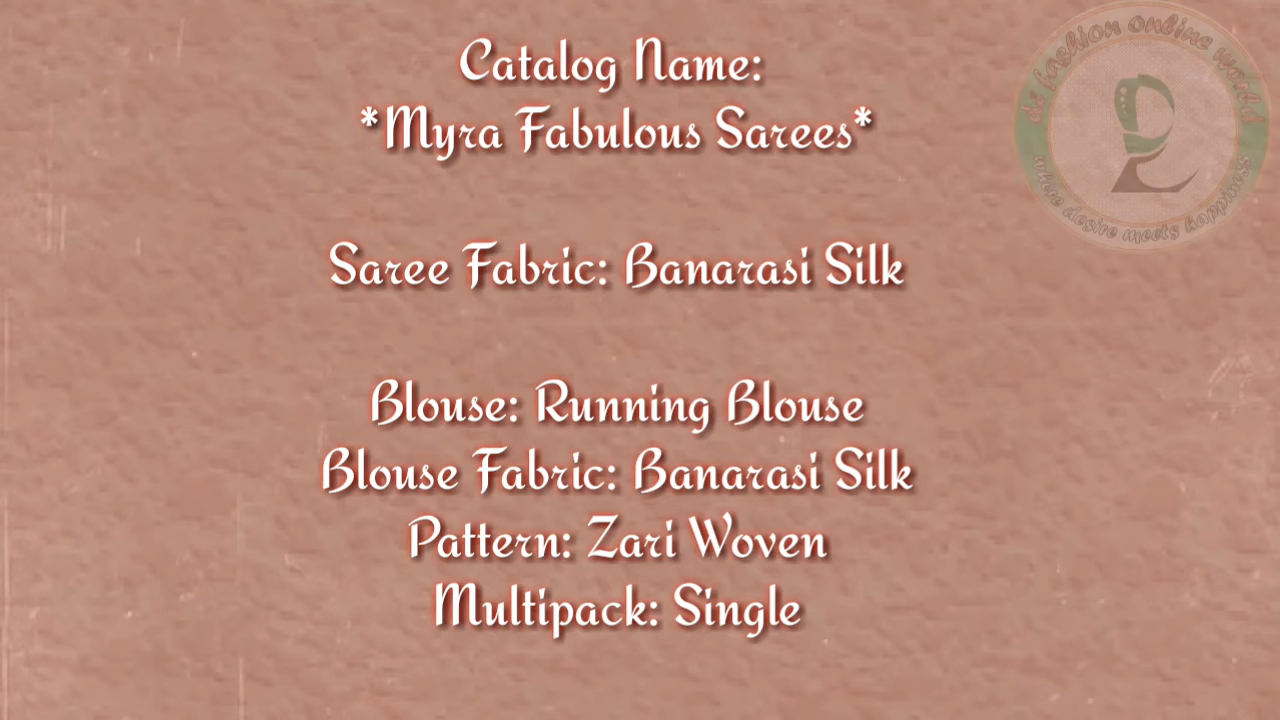 Catalog Name:
*Myra Fabulous Sarees*
Saree Fabric: Banarasi Silk
Blouse: Running Blouse
Blouse Fabric: Banarasi Silk
Pattern: Zari Woven
Multipack: Single
dz fashion online world
where desire meets happiness